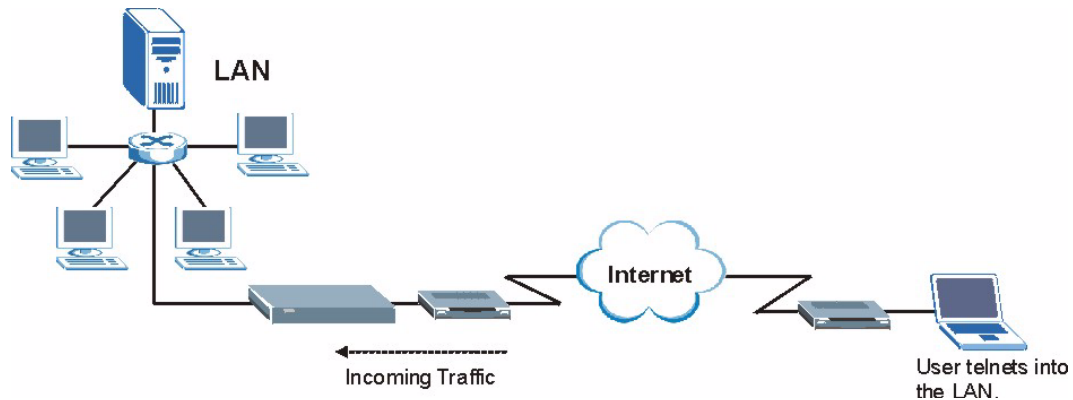 LAN
Internet
Incoming Traffic
User telnets into
the LAN.